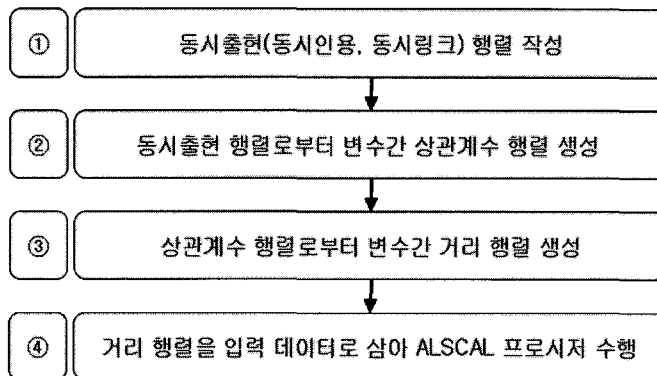 ① 동시출현(동시인용, 동시링크) 행렬 작성
② 동시출현 행렬로부터 변수간 상관계수 행렬 생성
③ 상관계수 행렬로부터 변수간 거리 행렬 생성
④ 거리 행렬을 입력 데이터로 삼아 ALSCAL 프로시저 수행